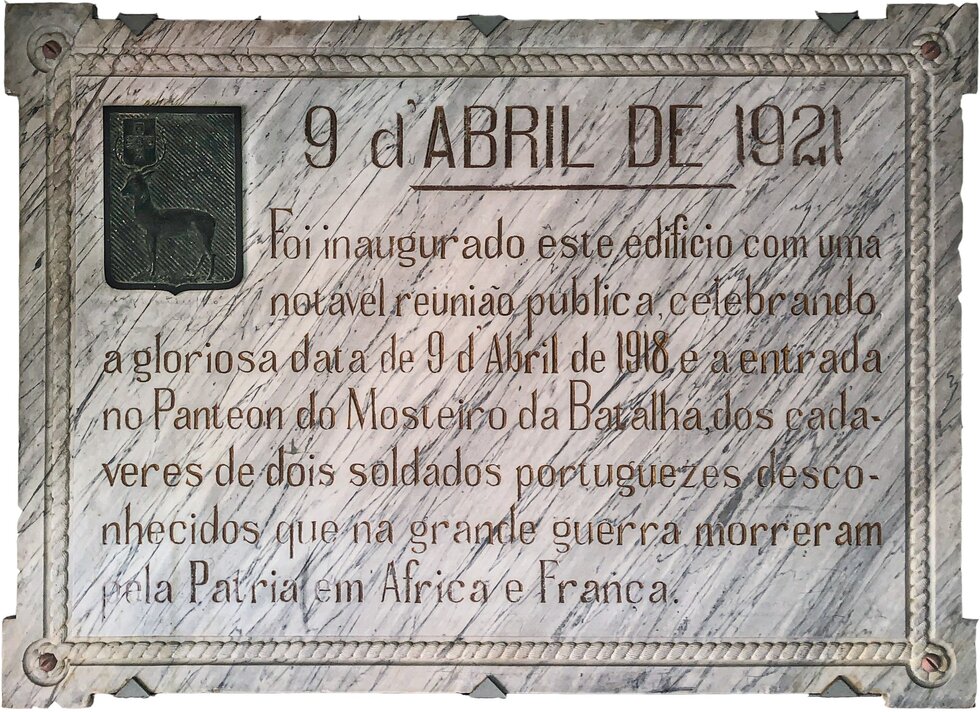 9 d'ABRIL DE 1921
Foi inaugurado este edificio com uma
notavel reunião publica, celebrando
a gloriosa data de 9 d'Abril de 1918, e a entrada
no Panteon do Mosteiro da Batalha, dos cada-
veres de dois soldados portuguezes desco-
nhecidos que na grande guerra morreram
pela Patria em Africa e França.